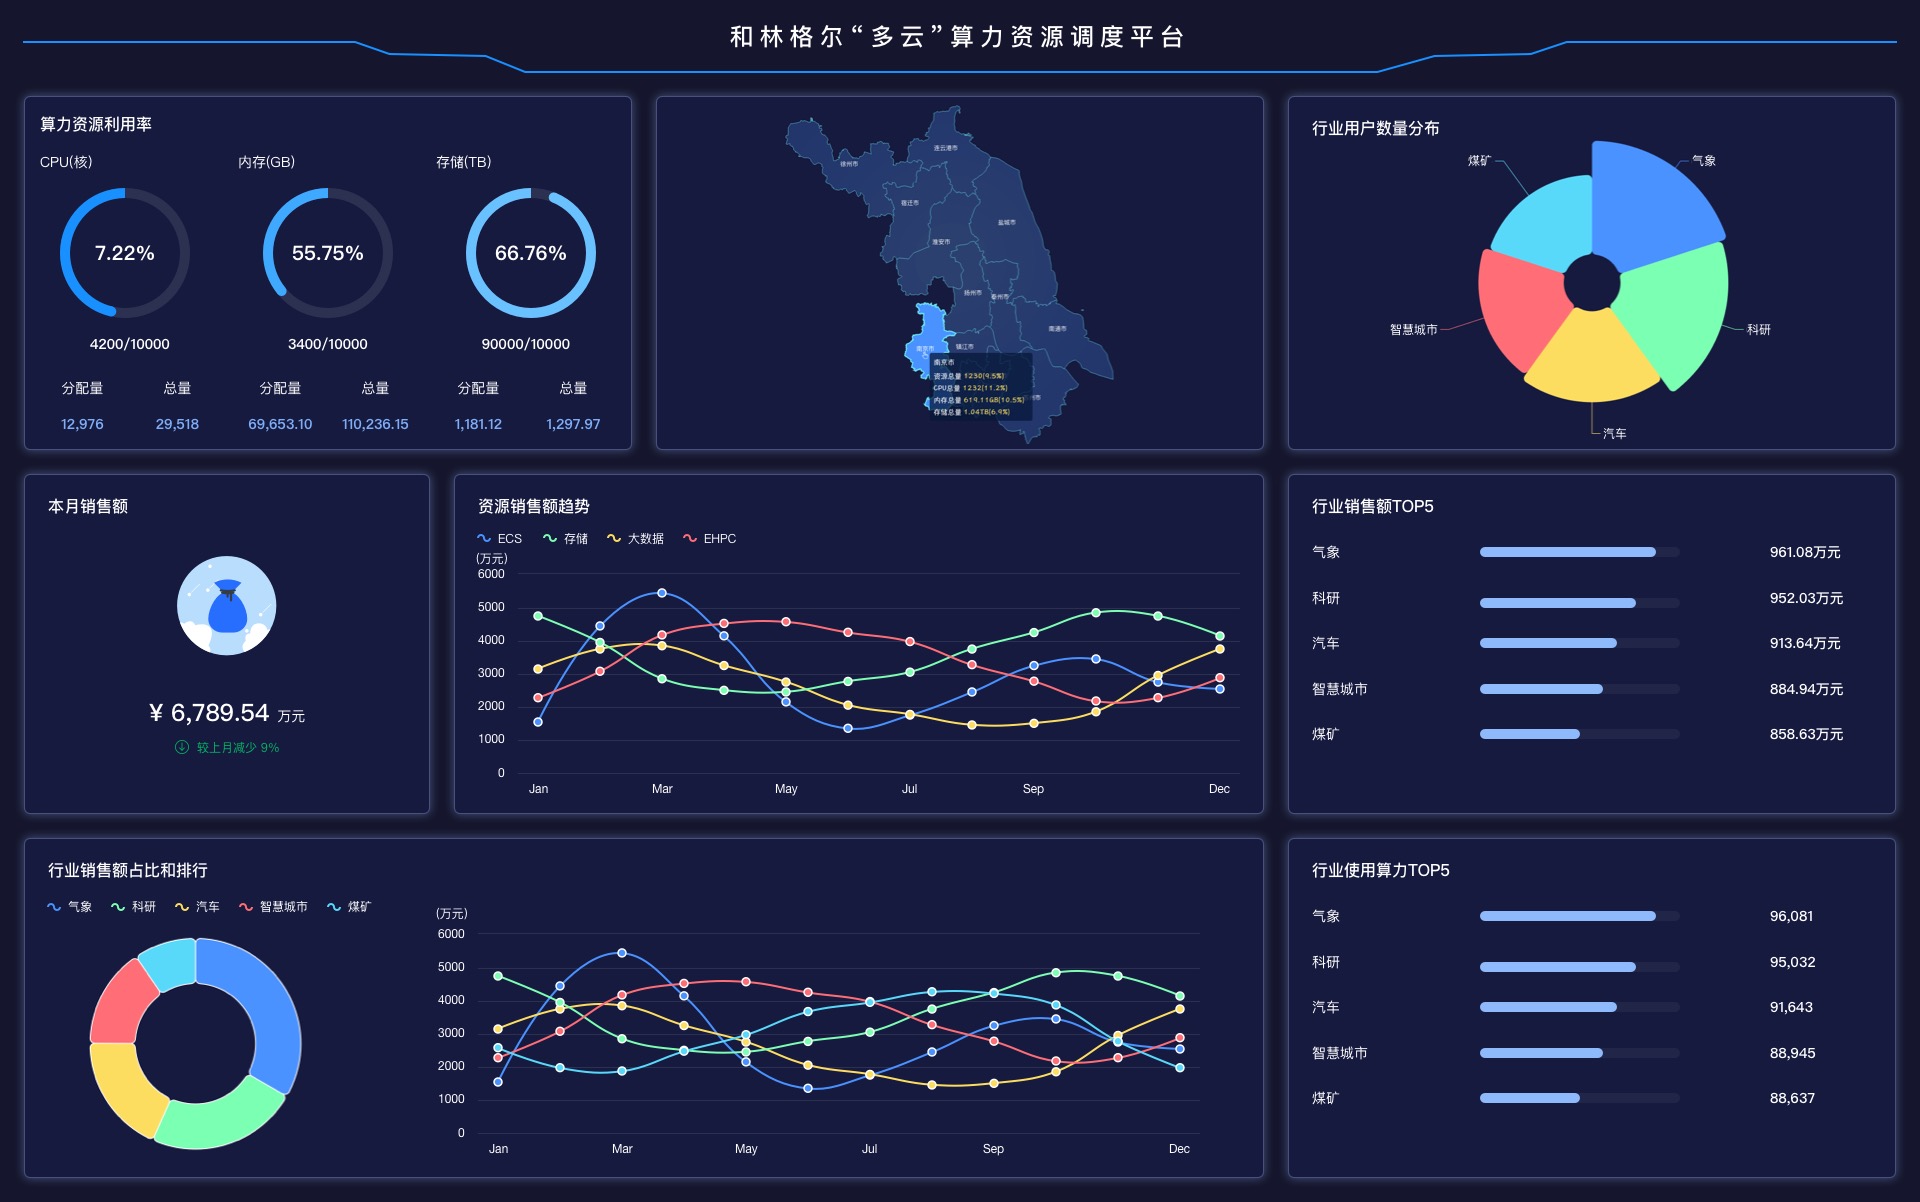 和林格尔“多云”算力资源调度平台
算力资源利用率
CPU(核)
内存(GB)
存储(TB)
7.22%
55.75%
66.76%
4200/10000
3400/10000
90000/10000
分配量
总量
分配量
总量
分配量
总量
12,976
29,518
69,653.10
110,236.15
1,181.12
1,297.97
连云港市
徐州市
宿迁市
盐城市
淮安市
扬州市
泰州市
南通市
南京市
镇江市
南京市
资源总量 1230(9.5%)
CPU总量 1232(11.2%)
内存总量 619.11GB(10.5%)
存储总量 1.04TB(6.9%)
行业用户数量分布
煤矿
气象
智慧城市
科研
汽车
本月销售额
¥ 6,789.54 万元
较上月减少 9%
资源销售额趋势
ECS
存储
大数据
EHPC
(万元)
6000
5000
4000
3000
2000
1000
0
Jan
Mar
May
Jul
Sep
Dec
行业销售额TOP5
气象 961.08万元
科研 952.03万元
汽车 913.64万元
智慧城市 884.94万元
煤矿 858.63万元
行业销售额占比和排行
气象
科研
汽车
智慧城市
煤矿
(万元)
6000
5000
4000
3000
2000
1000
0
Jan
Mar
May
Jul
Sep
Dec
行业使用算力TOP5
气象 96,081
科研 95,032
汽车 91,643
智慧城市 88,945
煤矿 88,637